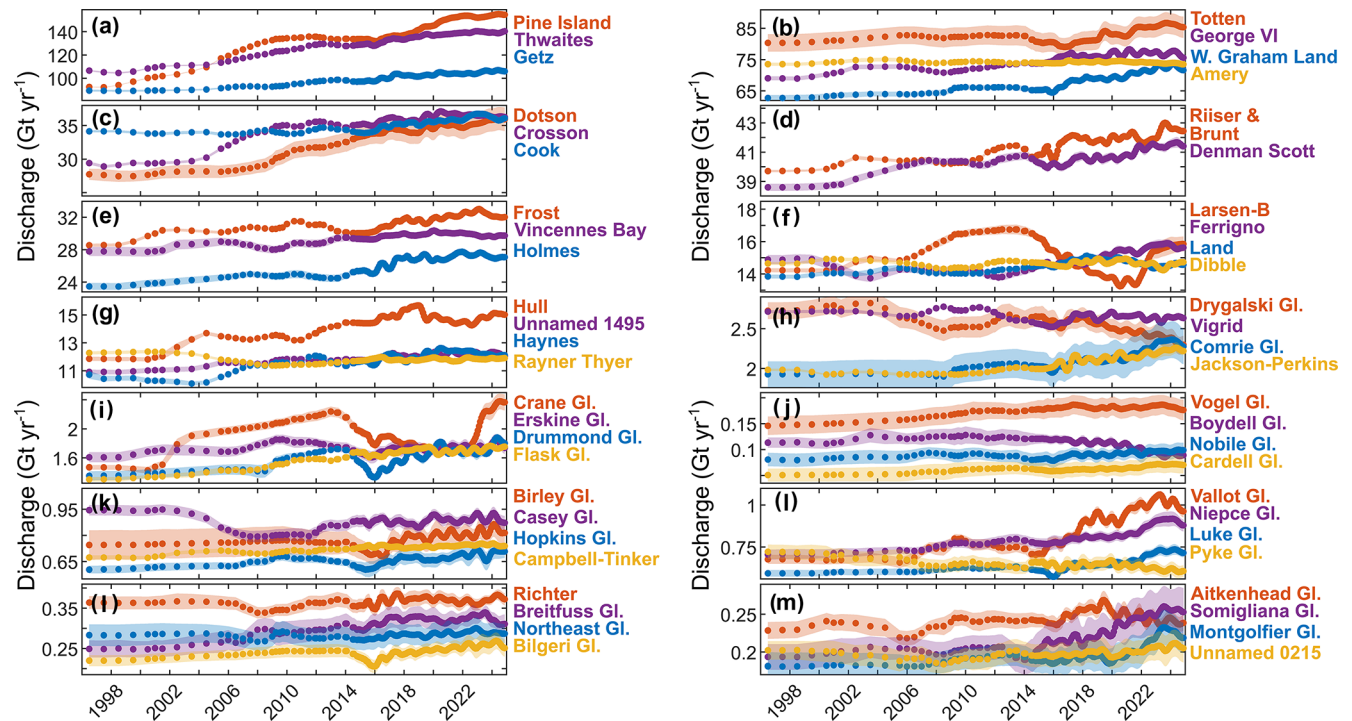 (a)
140
120
100
Pine Island
Thwaites
Getz
(b)
85
75
65
Totten
George VI
W. Graham Land
Amery
Discharge (Gt yr-1)
(c)
35
30
Dotson
Crosson
Cook
Discharge (Gt yr-1)
(d)
43
41
39
Riiser &
Brunt
Denman Scott
(e)
32
28
24
Frost
Vincennes Bay
Holmes
(f)
18
16
14
Larsen-B
Ferrigno
Land
Dibble
(g)
15
13
11
Hull
Unnamed 1495
Haynes
Rayner Thyer
(h)
2.5
2
Drygalski Gl.
Vigrid
Comrie Gl.
Jackson-Perkins
Discharge (Gt yr-1)
(i)
2
1.6
Crane Gl.
Erskine Gl.
Drummond Gl.
Flask Gl.
Discharge (Gt yr-1)
(j)
0.15
0.1
Vogel Gl.
Boydell Gl.
Nobile Gl.
Cardell Gl.
(k)
0.95
0.65
Birley Gl.
Casey Gl.
Hopkins Gl.
Campbell-Tinker
(l)
1
0.75
Vallot Gl.
Niepce Gl.
Luke Gl.
Pyke Gl.
(l)
0.35
0.25
Richter
Breitfuss Gl.
Northeast Gl.
Bilgeri Gl.
(m)
0.25
0.2
Aitkenhead Gl.
Somigliana Gl.
Montgolfier Gl.
Unnamed 0215
1998
2002
2006
2010
2014
2018
2022
1998
2002
2006
2010
2014
2018
2022